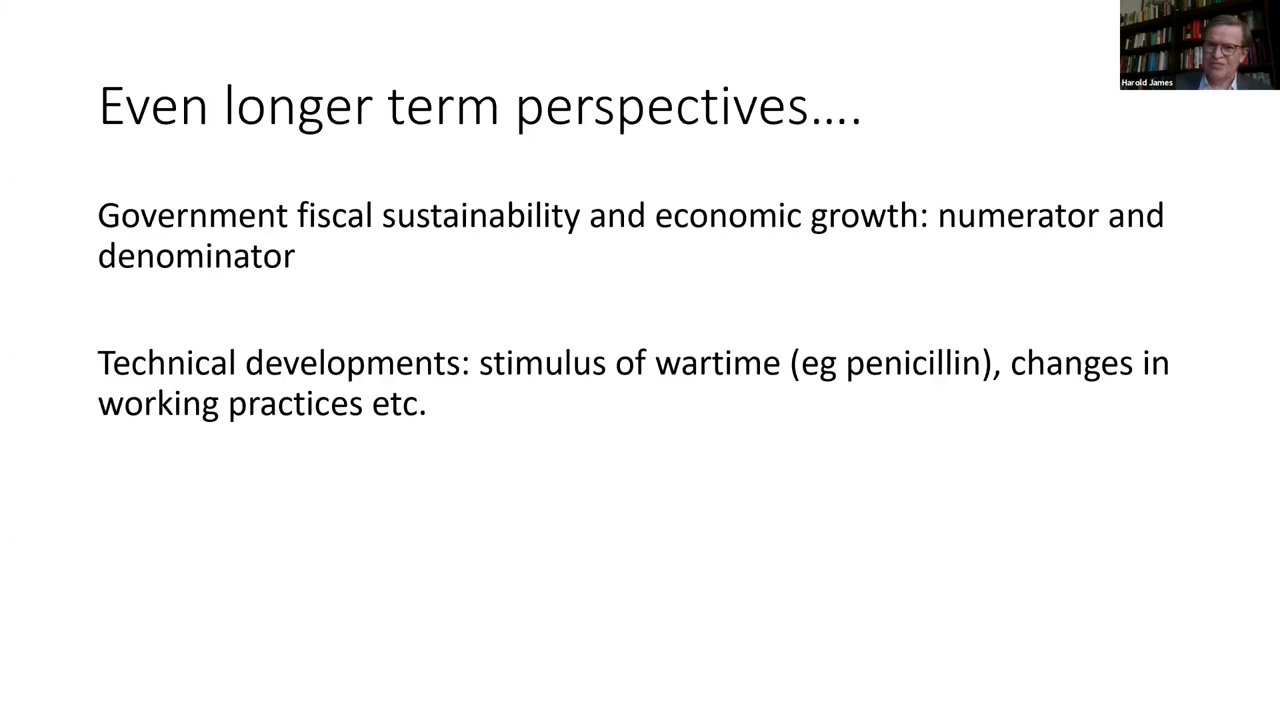 Harold James
Even longer term perspectives….
Government fiscal sustainability and economic growth: numerator and
denominator
Technical developments: stimulus of wartime (eg penicillin), changes in
working practices etc.